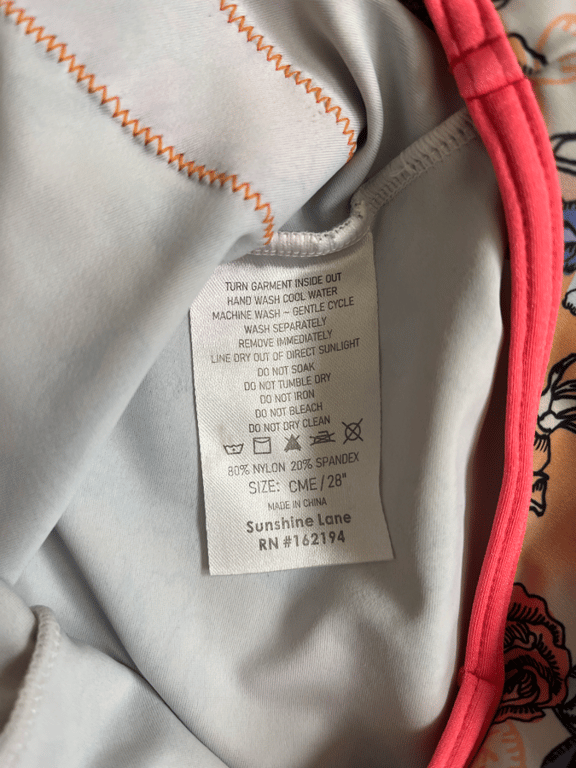 TURN GARMENT INSIDE OUT
HAND WASH COOL WATER
MACHINE WASH ~ GENTLE CYCLE
WASH SEPARATELY
REMOVE IMMEDIATELY
LINE DRY OUT OF DIRECT SUNLIGHT
DO NOT SOAK
DO NOT TUMBLE DRY
DO NOT IRON
DO NOT BLEACH
DO NOT DRY CLEAN
80% NYLON 20% SPANDEX
SIZE: CME / 28"
MADE IN CHINA
Sunshine Lane
RN #162194